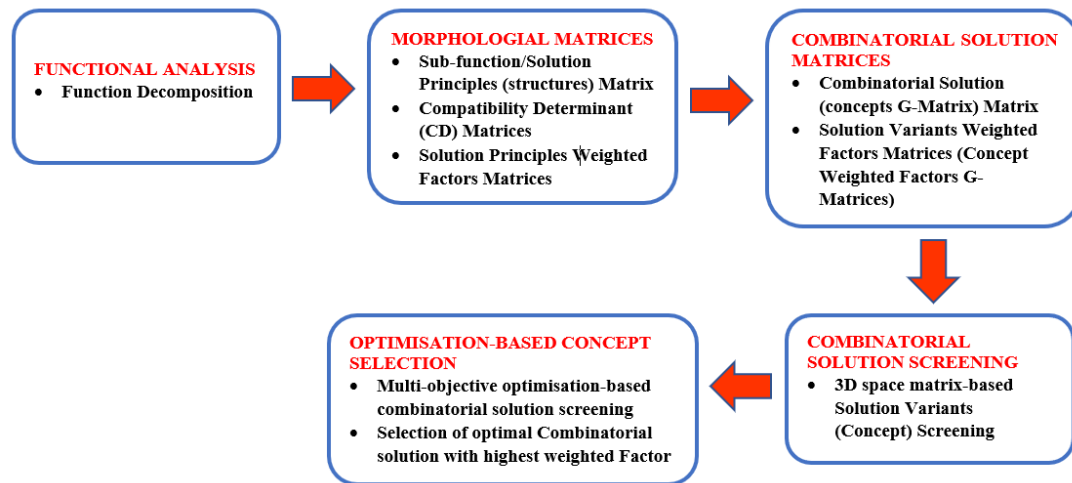 FUNCTIONAL ANALYSIS
• Function Decomposition
MORPHOLOGIAL MATRICES
• Sub-function/Solution
Principles (structures) Matrix
• Compatibility Determinant
(CD) Matrices
• Solution Principles Weighted
Factors Matrices
COMBINATORIAL SOLUTION
MATRICES
• Combinatorial Solution
(concepts G-Matrix) Matrix
• Solution Variants Weighted
Factors Matrices (Concept
Weighted Factors G-
Matrices)
COMBINATORIAL
SOLUTION SCREENING
• 3D space matrix-based
Solution Variants
(Concept) Screening
OPTIMISATION-BASED CONCEPT
SELECTION
• Multi-objective optimisation-based
combinatorial solution screening
• Selection of optimal Combinatorial
solution with highest weighted Factor